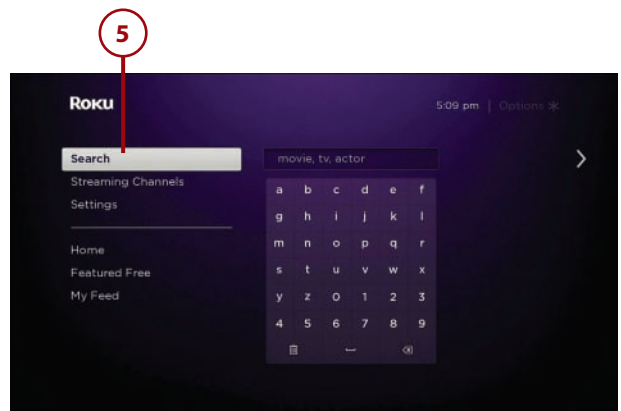 5
Roku
5:09 pm | Options ✱
Search
movie, tv, actor
Streaming Channels
Settings
Home
Featured Free
My Feed
a b c d e f
g h i j k l
m n o p q r
s t u v w x
y z 0 1 2 3
4 5 6 7 8 9